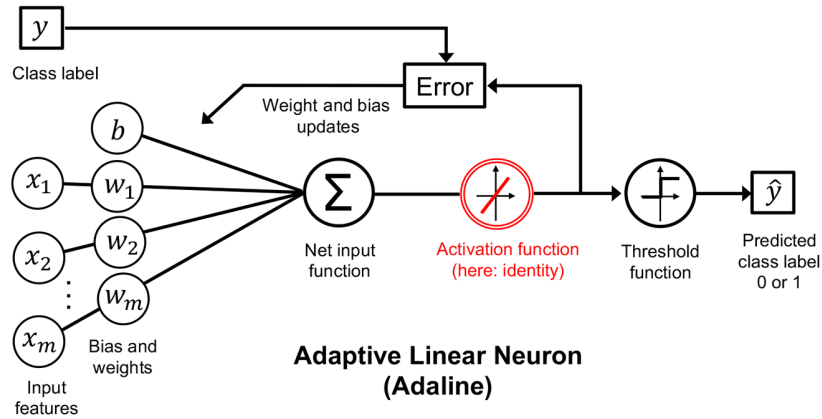 y
Class label
Error
Weight and bias
updates
b
x₁
w₁
x₂
w₂
⋮
xₘ
wₘ
Input
features
Bias and
weights
Σ
Net input
function
Activation function
(here: identity)
Threshold
function
ŷ
Predicted
class label
0 or 1
Adaptive Linear Neuron
(Adaline)